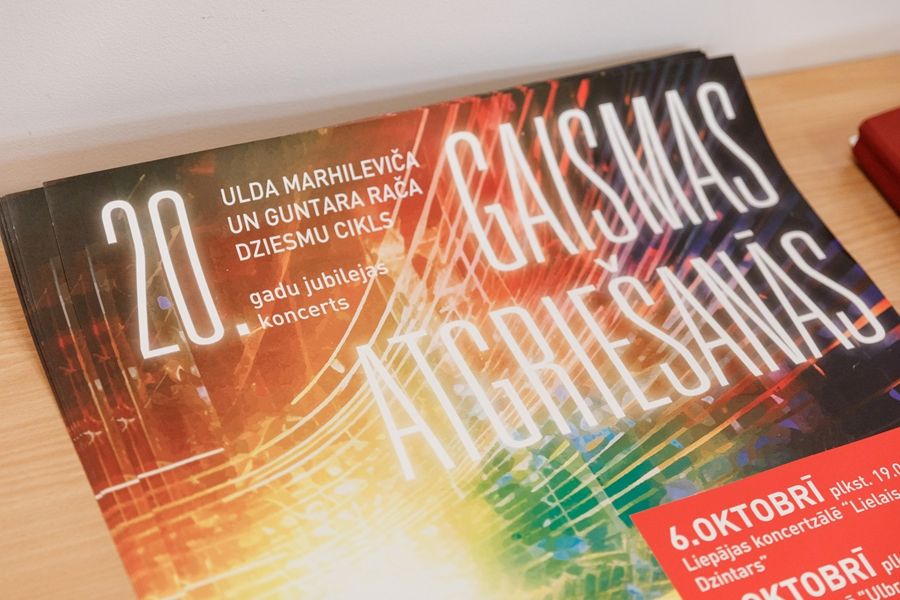 20.
ULDA MARHILEVIČA
UN GUNTARA RAČA
DZIESMU CIKLS
gadu jubilejas
koncerts
GAISMAS
ATGRIEŠANĀS
6.OKTOBRĪ plkst. 19.0
Liepājas koncertzālē "Lielais
Dzintars"
OKTOBRĪ